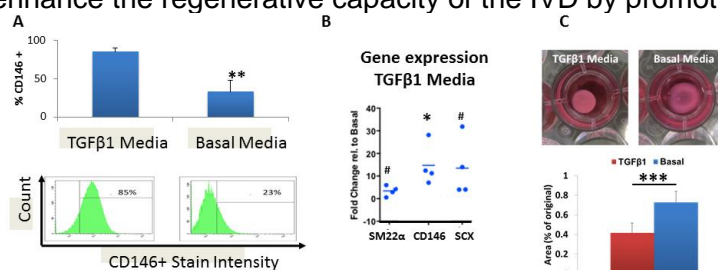 enhance the regenerative capacity of the IVD by promot
A
B
C
100
50
0
% CD146 +
**
TGFβ1 Media
Basal Media
85%
23%
Count
CD146+ Stain Intensity
Gene expression
TGFβ1 Media
Fold Change rel. to Basal
40
30
20
10
0
-10
#
*
#
SM22α CD146 SCX
TGFβ1 Media
Basal Media
TGFβ1 Basal
***
Area (% of original)
1
0.8
0.6
0.4
0.2